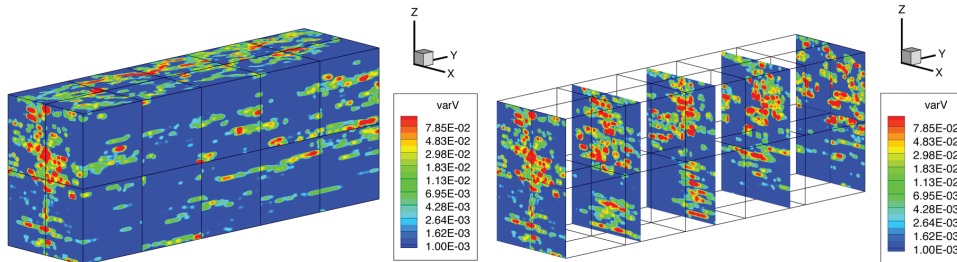 Z
Y
X
varV
7.85E-02
4.83E-02
2.98E-02
1.83E-02
1.13E-02
6.95E-03
4.28E-03
2.64E-03
1.62E-03
1.00E-03
Z
Y
X
varV
7.85E-02
4.83E-02
2.98E-02
1.83E-02
1.13E-02
6.95E-03
4.28E-03
2.64E-03
1.62E-03
1.00E-03